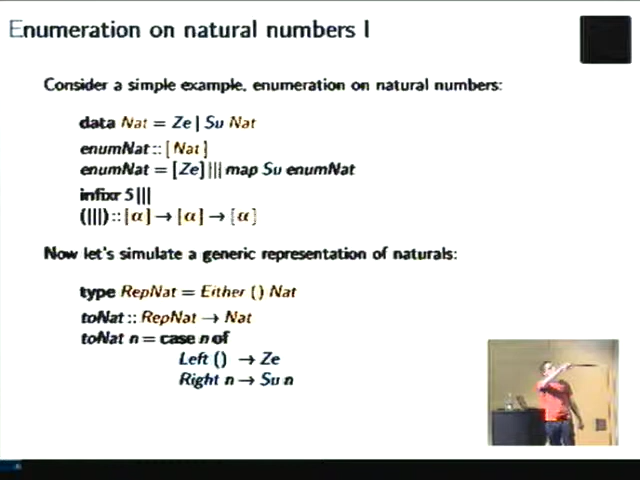 Enumeration on natural numbers I
Consider a simple example, enumeration on natural numbers:
data Nat = Ze | Su Nat
enumNat :: [ Nat ]
enumNat = [Ze] ||| map Su enumNat
infixr 5 |||
(|||) :: [α] → [α] → [α]
Now let's simulate a generic representation of naturals:
type RepNat = Either () Nat
toNat :: RepNat → Nat
toNat n = case n of
Left () → Ze
Right n → Su n